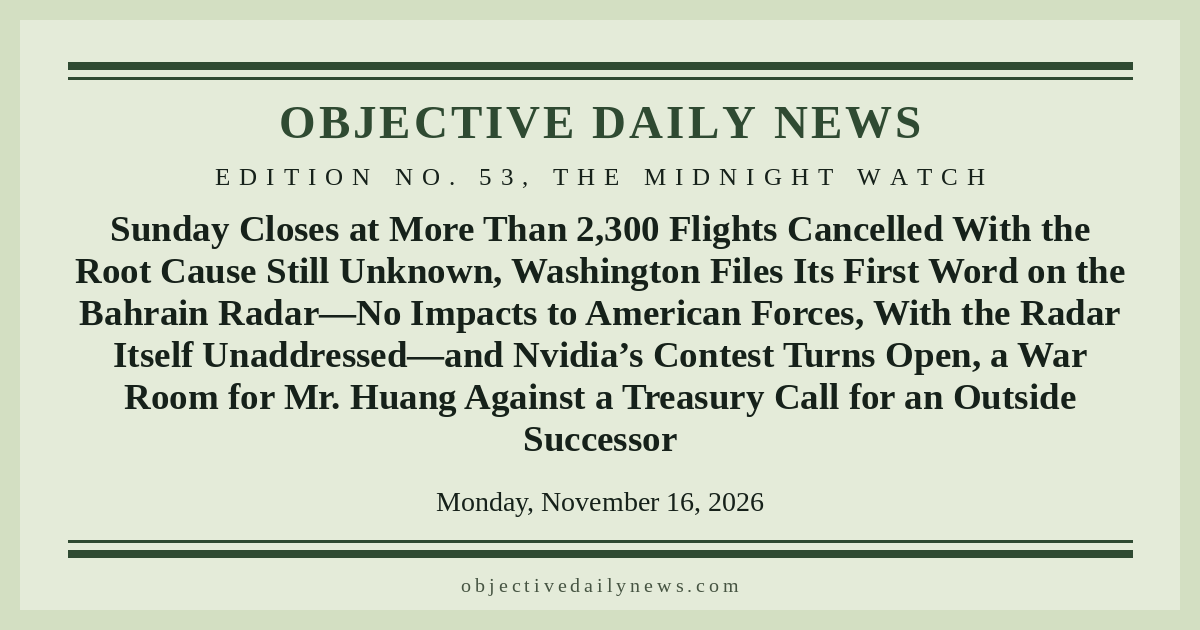 OBJECTIVE DAILY NEWS
EDITION NO. 53, THE MIDNIGHT WATCH
Sunday Closes at More Than 2,300 Flights Cancelled With the
Root Cause Still Unknown, Washington Files Its First Word on the
Bahrain Radar—No Impacts to American Forces, With the Radar
Itself Unaddressed—and Nvidia’s Contest Turns Open, a War
Room for Mr. Huang Against a Treasury Call for an Outside
Successor
Monday, November 16, 2026
objectivedailynews.com